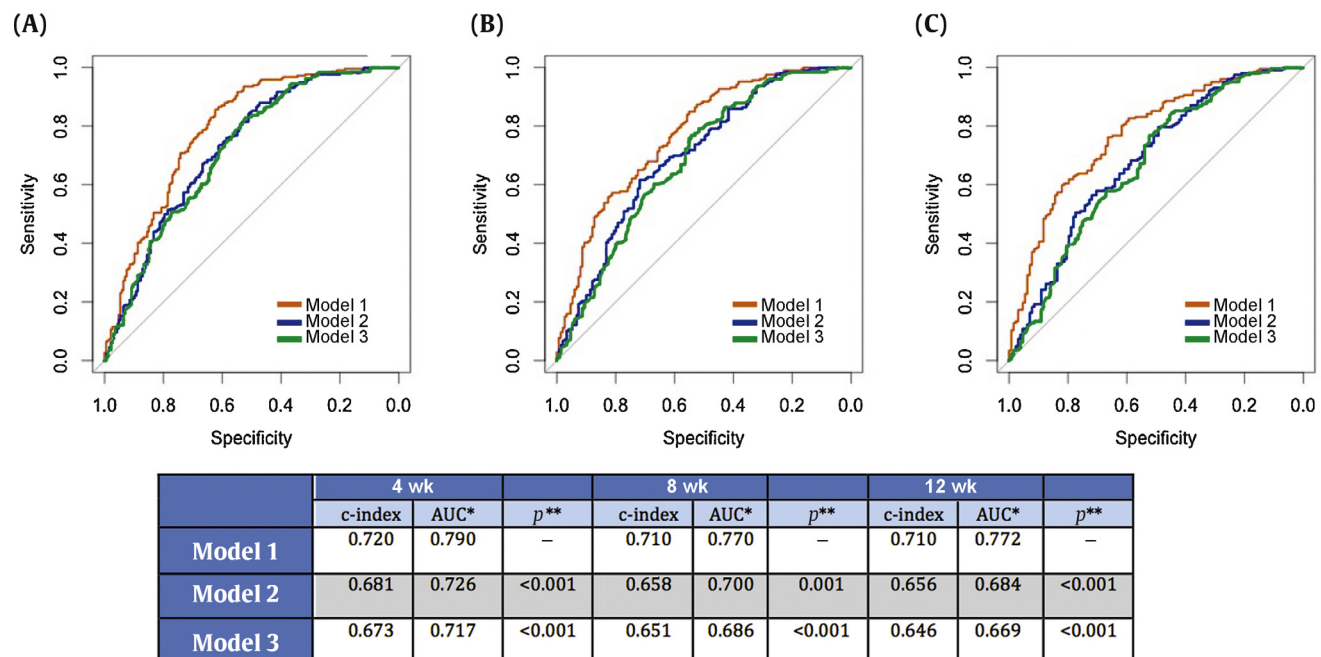 (A)
1.0
0.8
0.6
0.4
0.2
0.0
Sensitivity
Model 1
Model 2
Model 3
1.0 0.8 0.6 0.4 0.2 0.0
Specificity
(B)
1.0
0.8
0.6
0.4
0.2
0.0
Sensitivity
Model 1
Model 2
Model 3
1.0 0.8 0.6 0.4 0.2 0.0
Specificity
(C)
1.0
0.8
0.6
0.4
0.2
0.0
Sensitivity
Model 1
Model 2
Model 3
1.0 0.8 0.6 0.4 0.2 0.0
Specificity
4 wk 8 wk 12 wk
c-index AUC* p** c-index AUC* p** c-index AUC* p**
Model 1 0.720 0.790 – 0.710 0.770 – 0.710 0.772 –
Model 2 0.681 0.726 <0.001 0.658 0.700 0.001 0.656 0.684 <0.001
Model 3 0.673 0.717 <0.001 0.651 0.686 <0.001 0.646 0.669 <0.001